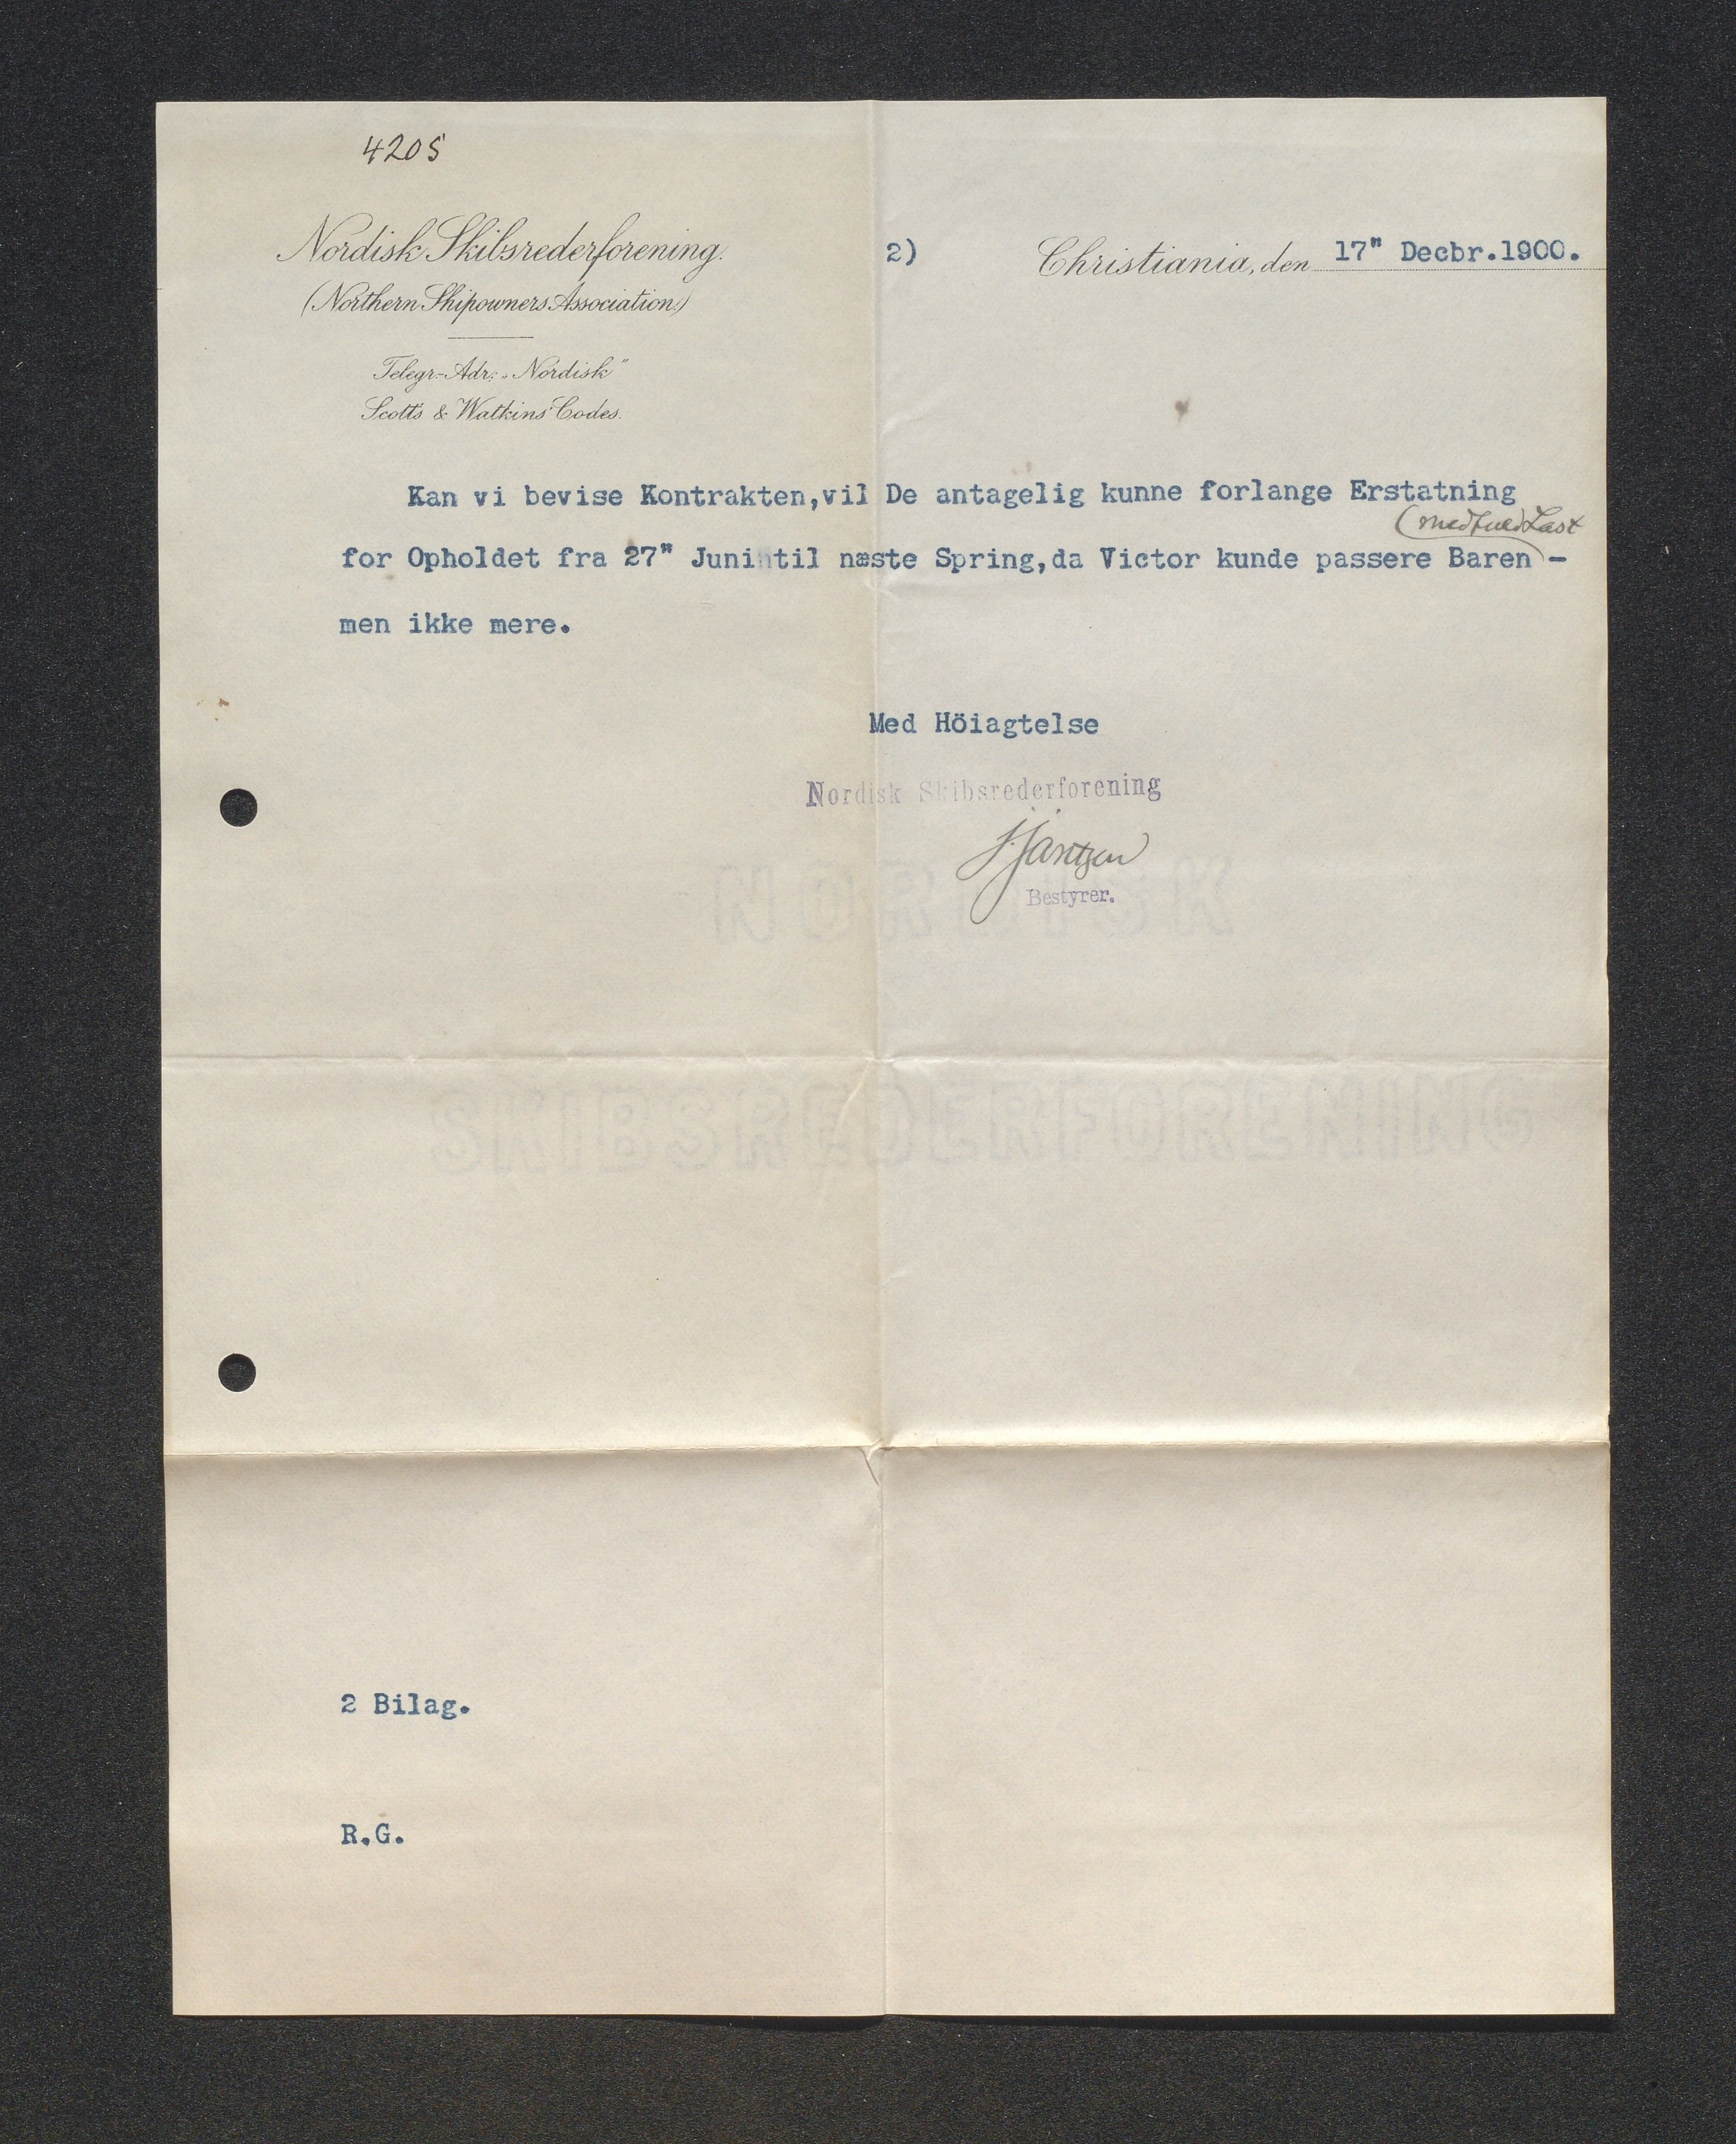 4205
Nordisk Skibsrederforening.
(Northern Shipowners Association.)
Telegr.-Adr.: „Nordisk"
Scott's & Watkins' Codes.
2)
Christiania, den 17" Decbr.1900.
Kan vi bevise Kontrakten,vil De antagelig kunne forlange Erstatning
(med fuld Last
for Opholdet fra 27" Juni til næste Spring,da Victor kunde passere Baren -
men ikke mere.
Med Höiagtelse
Nordisk Skibsrederforening
J. Jantzen
Bestyrer.
NORDISK
SKIBSREDERFORENING
2 Bilag.
R.G.